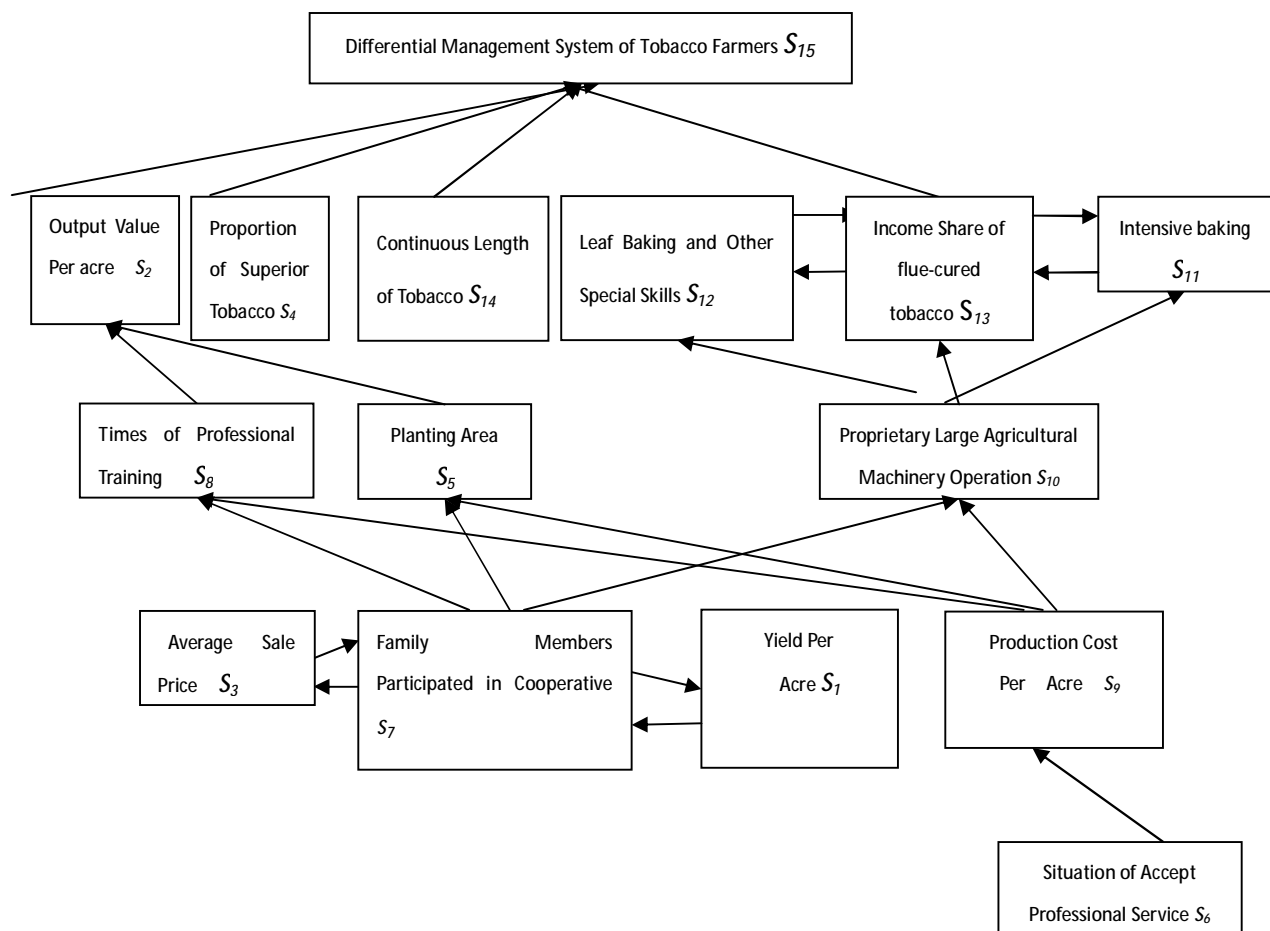 Differential Management System of Tobacco Farmers S15
Output Value
Per acre S2
Proportion
of Superior
Tobacco S4
Continuous Length
of Tobacco S14
Leaf Baking and Other
Special Skills S12
Income Share of
flue-cured
tobacco S13
Intensive baking
S11
Times of Professional
Training S8
Planting Area
S5
Proprietary Large Agricultural
Machinery Operation S10
Average Sale
Price S3
Family Members
Participated in Cooperative
S7
Yield Per
Acre S1
Production Cost
Per Acre S9
Situation of Accept
Professional Service S6